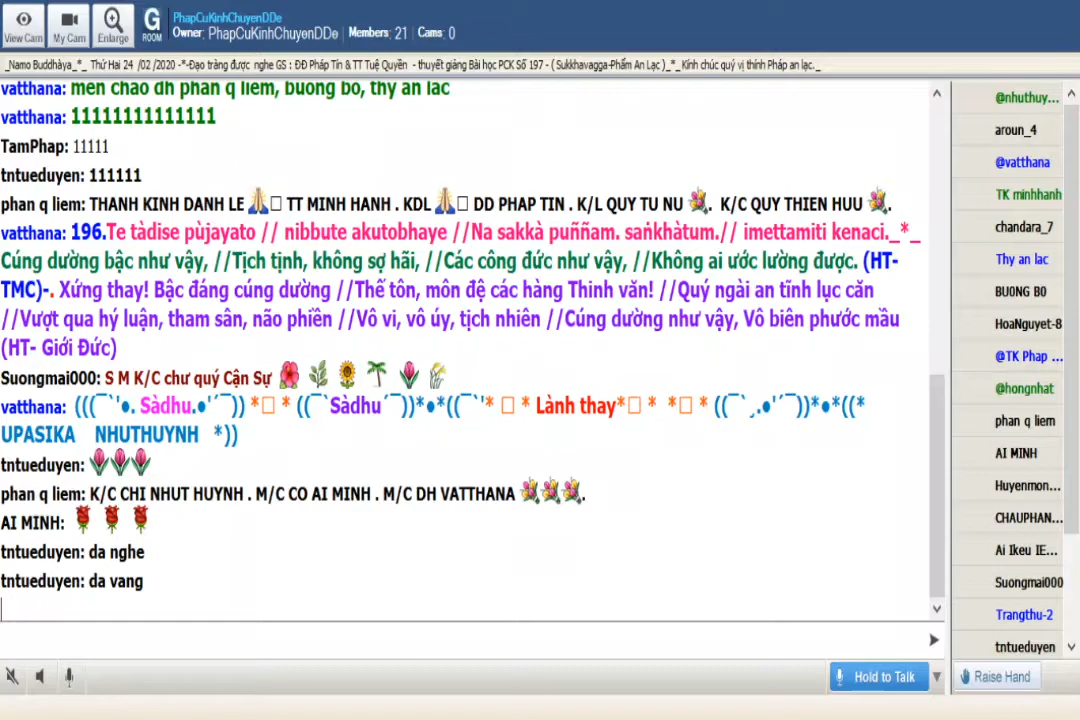 PhapCuKinhChuyenDDe
Owner: PhapCuKinhChuyenDDe Members: 21 Cams: 0
View Cam My Cam Enlarge G ROOM
_Namo Buddhàya_*_ Thứ Hai 24 /02 /2020 -*-Đạo tràng được nghe GS : ĐĐ Pháp Tín & TT Tuệ Quyền - thuyết giảng Bài học PCK Số 197 - ( Sukkhavagga-Phẩm An Lạc )_*_Kính chúc quý vị thính Pháp an lạc._
vatthana: mến chào dh phan q liem, buong bo, thy an lac
vatthana: 11111111111111
TamPhap: 11111
tntueduyen: 111111
phan q liem: THANH KINH DANH LE 🙏 TT MINH HANH . KDL 🙏 DD PHAP TIN . K/L QUY TU NU 💐. K/C QUY THIEN HUU 💐.
vatthana: 196.Te tàdise pùjayato // nibbute akutobhaye //Na sakkà puññam. saṅkhàtum.// imettamiti kenaci._*_
Cúng dường bậc như vậy, //Tịch tịnh, không sợ hãi, //Các công đức như vậy, //Không ai ước lường được. (HT-
TMC)-. Xứng thay! Bậc đáng cúng dường //Thế tôn, môn đệ các hàng Thinh văn! //Quý ngài an tĩnh lục căn
//Vượt qua hý luận, tham sân, não phiền //Vô vi, vô úy, tịch nhiên //Cúng dường như vậy, Vô biên phước mầu
(HT- Giới Đức)
Suongmai000: S M K/C chư quý Cận Sự 🌺 🌿 🌻 🌴 🌷 🌾
vatthana: (((¯`'•. Sàdhu.•'´¯)) *□ * ((¯`Sàdhu´¯))*•*((¯`'* □ * Lành thay*□ * *□ * ((¯`¸.•'´¯))*•*((*
UPASIKA NHUTHUYNH *))
tntueduyen: 🌷🌷🌷
phan q liem: K/C CHI NHUT HUYNH . M/C CO AI MINH . M/C DH VATTHANA 💐💐💐.
AI MINH: 🌹 🌹 🌹
tntueduyen: da nghe
tntueduyen: da vang
@nhuthuy...
aroun_4
@vatthana
TK minhhanh
chandara_7
Thy an lac
BU0NG B0
HoaNguyet-8
@TK Phap ...
@hongnhat
phan q liem
AI MINH
Huyenmon...
CHAUPHAN...
Ai Ikeu IE...
Suongmai000
Trangthu-2
tntueduyen
Hold to Talk
Raise Hand